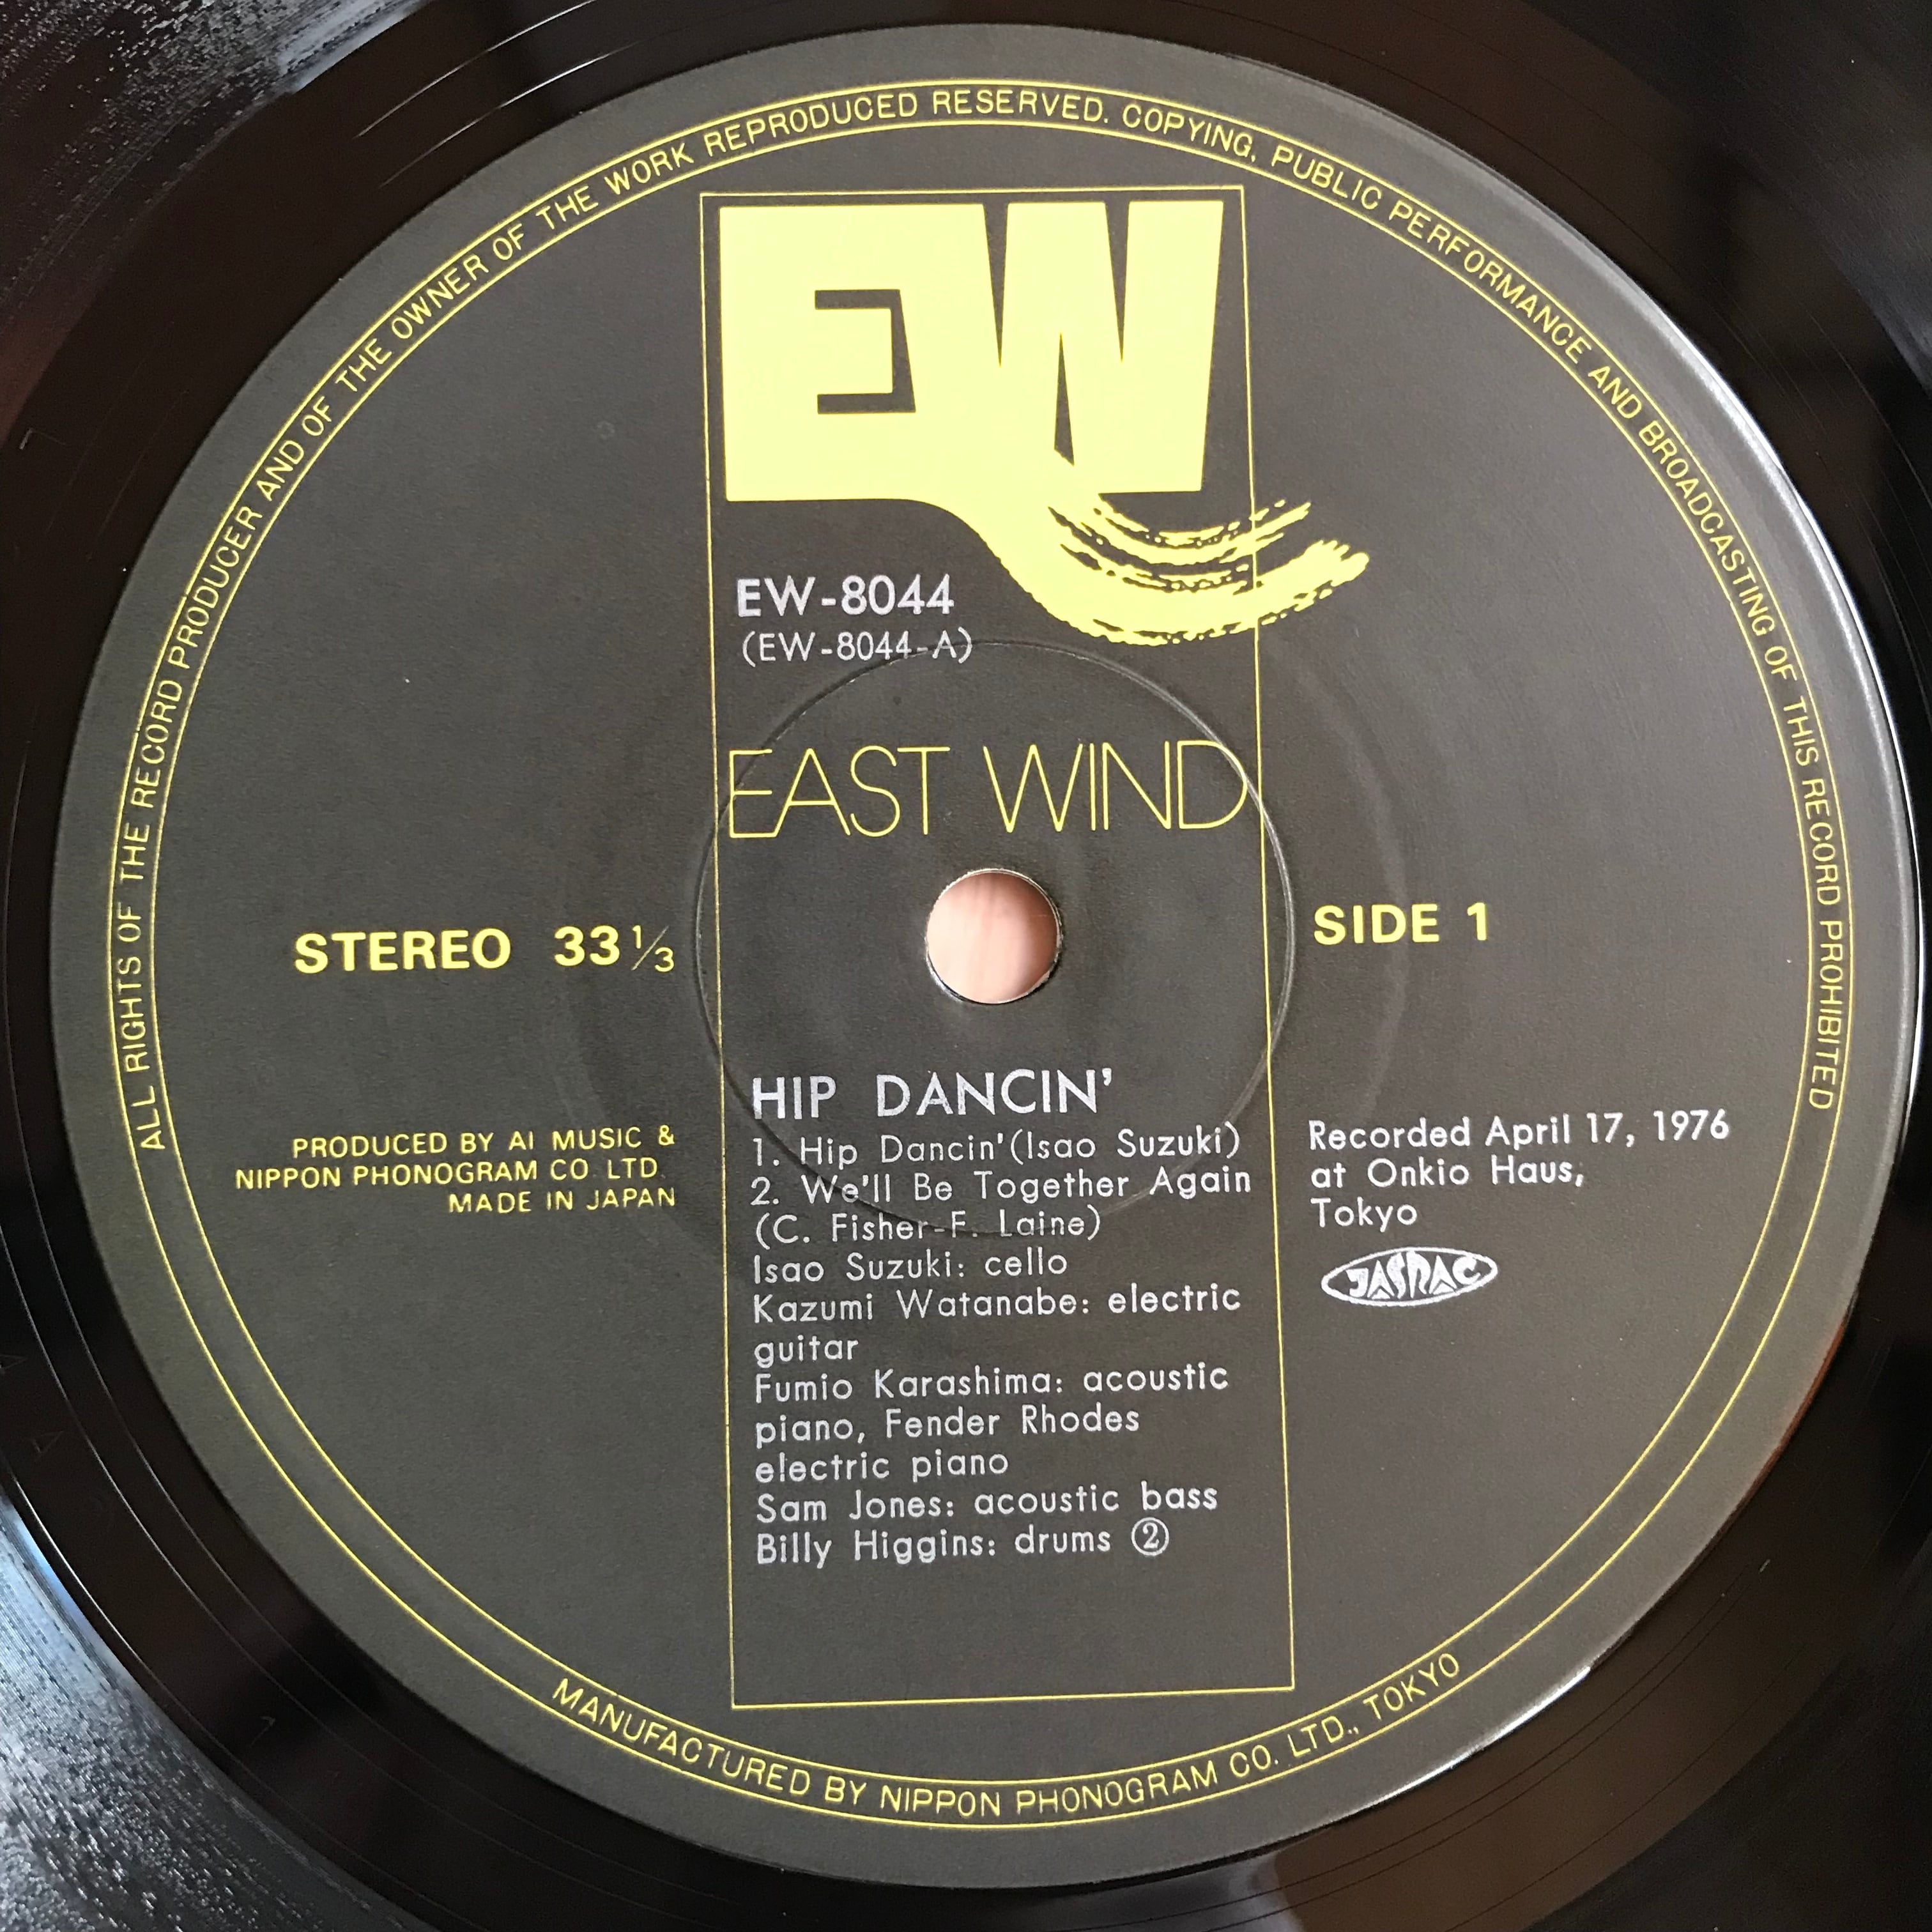 ALL RIGHTS OF THE RECORD PRODUCER AND OF THE OWNER OF THE WORK REPRODUCED RESERVED. COPYING, PUBLIC PERFORMANCE AND BROADCASTING OF THIS RECORD PROHIBITED
EW
EW-8044
(EW-8044-A)
EAST WIND
STEREO 33 1/3
SIDE 1
PRODUCED BY AI MUSIC &
NIPPON PHONOGRAM CO. LTD.
MADE IN JAPAN
HIP DANCIN'
1. Hip Dancin'(Isao Suzuki)
2. We'll Be Together Again
(C. Fisher-F. Laine)
Isao Suzuki: cello
Kazumi Watanabe: electric
guitar
Fumio Karashima: acoustic
piano, Fender Rhodes
electric piano
Sam Jones: acoustic bass
Billy Higgins: drums ②
Recorded April 17, 1976
at Onkio Haus,
Tokyo
JASRAC
MANUFACTURED BY NIPPON PHONOGRAM CO. LTD., TOKYO